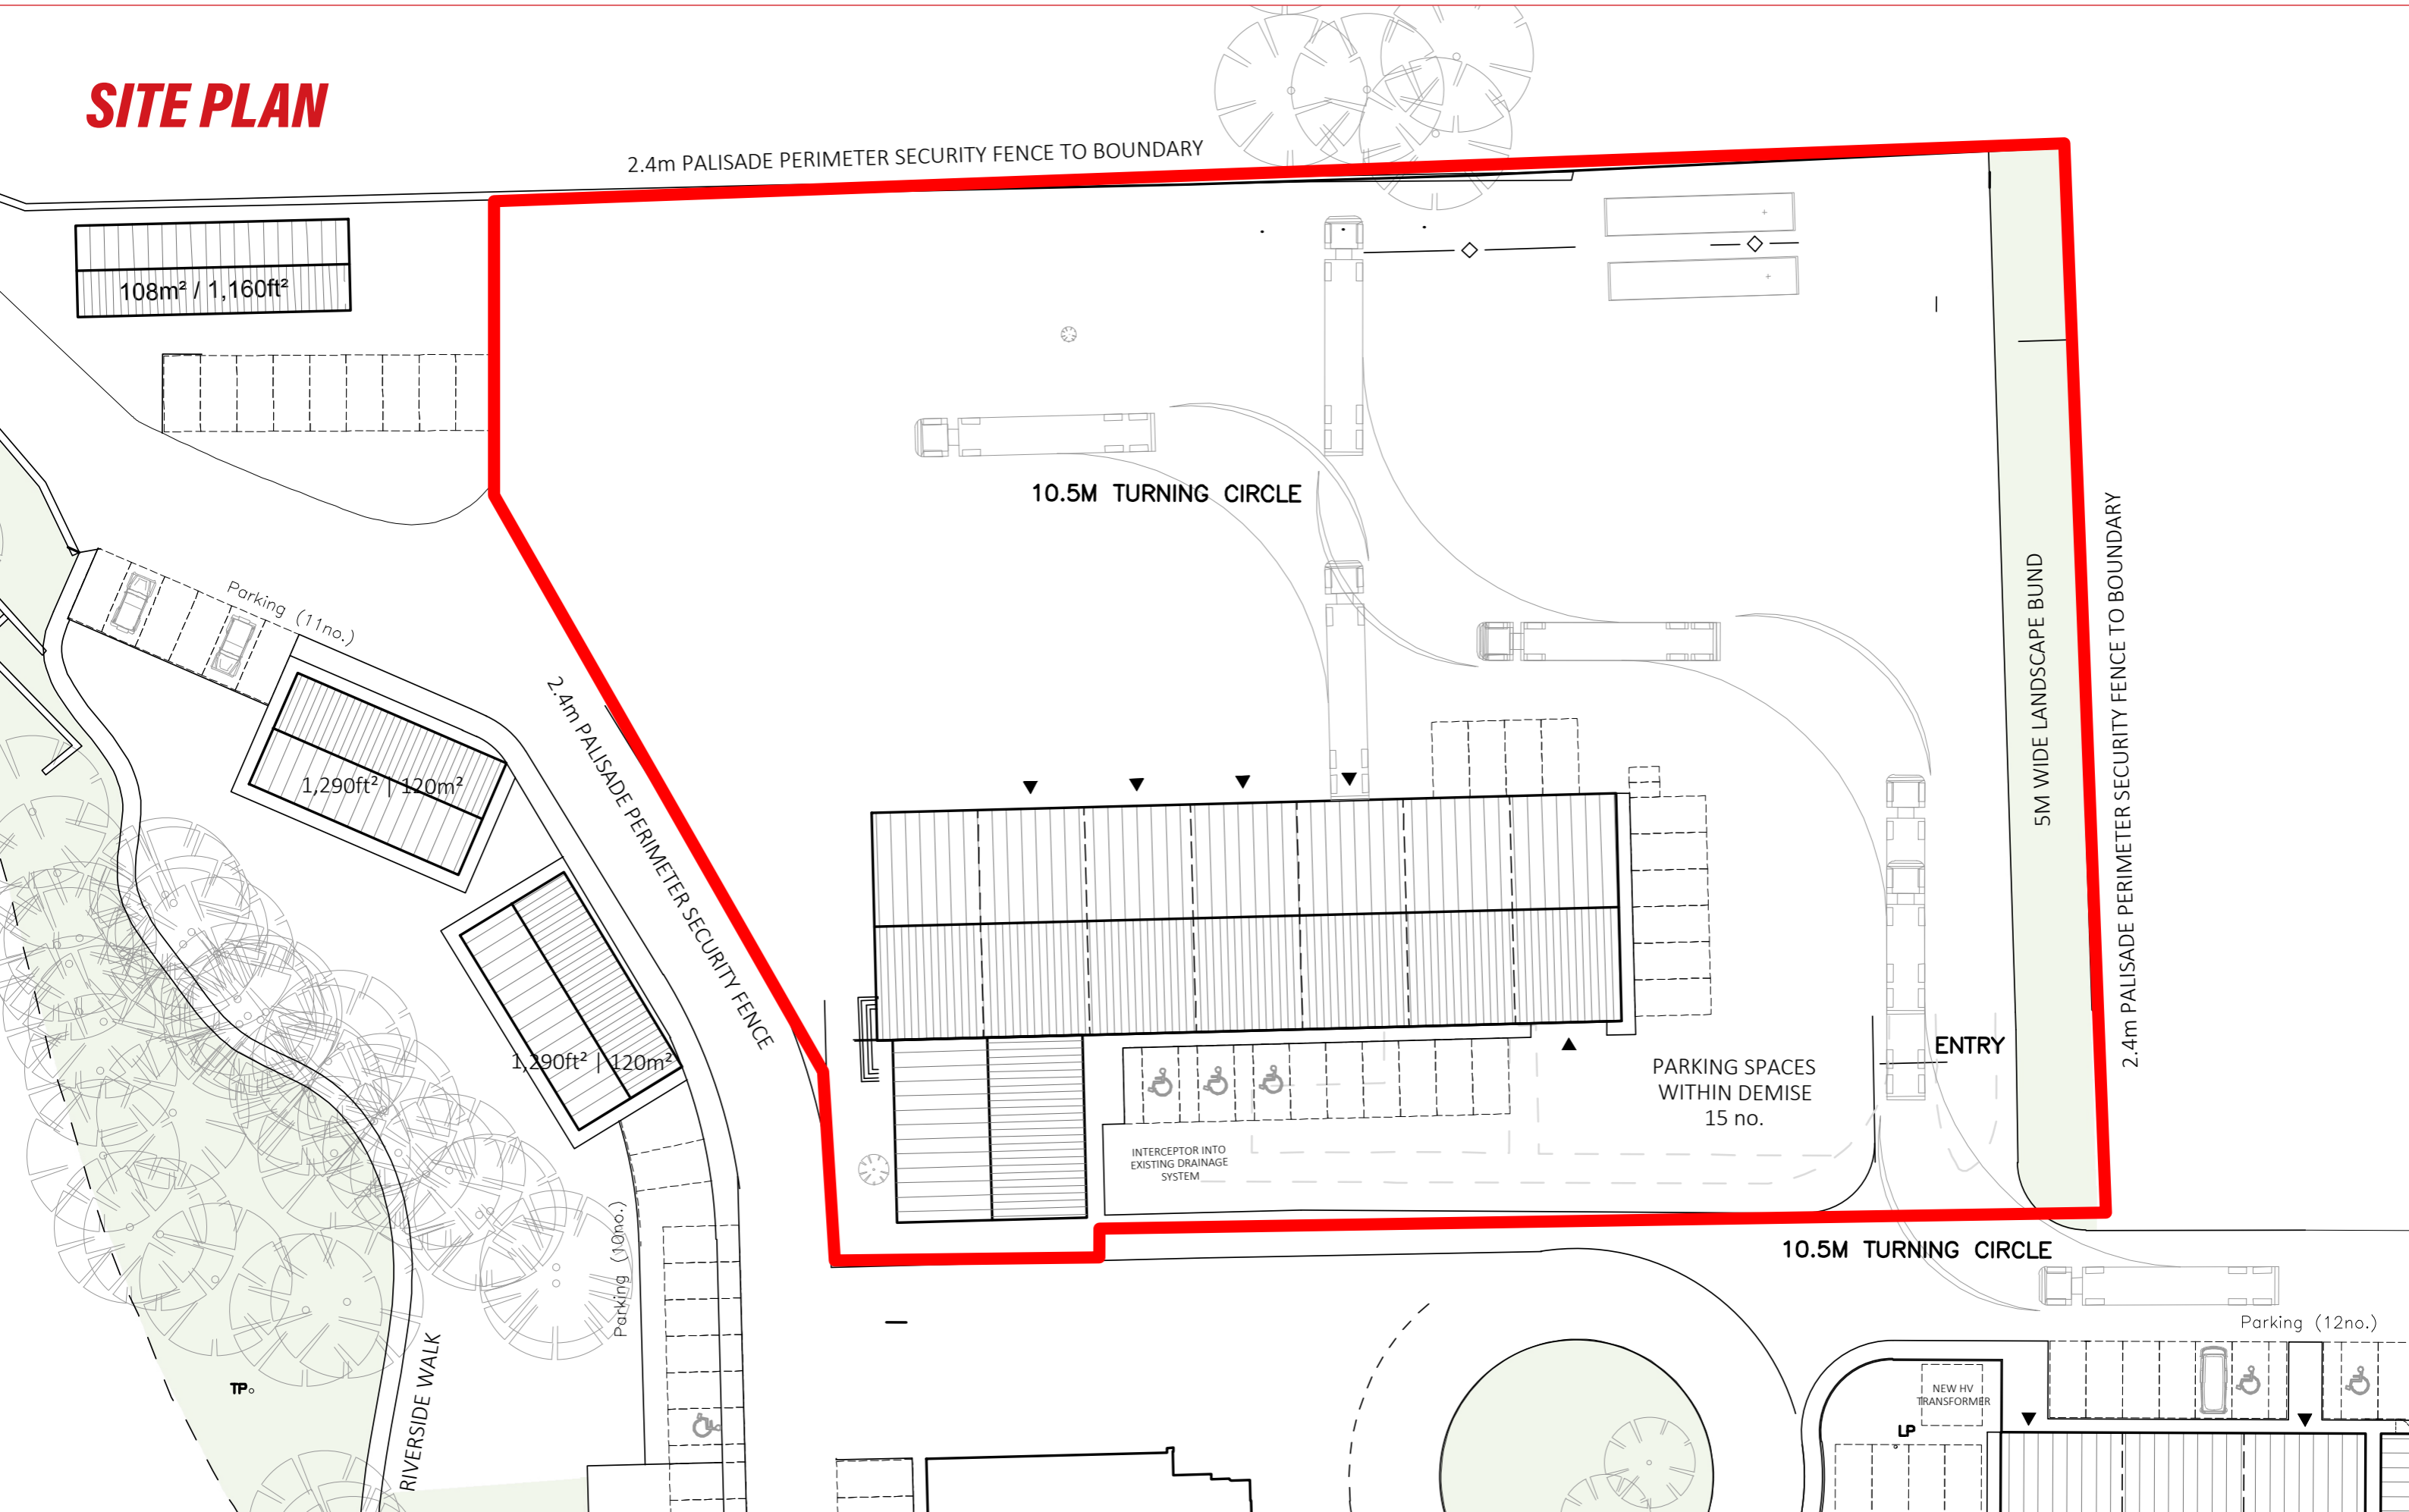 SITE PLAN
2.4m PALISADE PERIMETER SECURITY FENCE TO BOUNDARY
108m² / 1,160ft²
10.5M TURNING CIRCLE
Parking (11no.)
2.4m PALISADE PERIMETER SECURITY FENCE
5M WIDE LANDSCAPE BUND
2.4m PALISADE PERIMETER SECURITY FENCE TO BOUNDARY
1,290ft² | 120m²
1,290ft² | 120m²
ENTRY
PARKING SPACES
WITHIN DEMISE
15 no.
INTERCEPTOR INTO
EXISTING DRAINAGE
SYSTEM
Parking (10no.)
10.5M TURNING CIRCLE
Parking (12no.)
RIVERSIDE WALK
TP
NEW HV
TRANSFORMER
LP